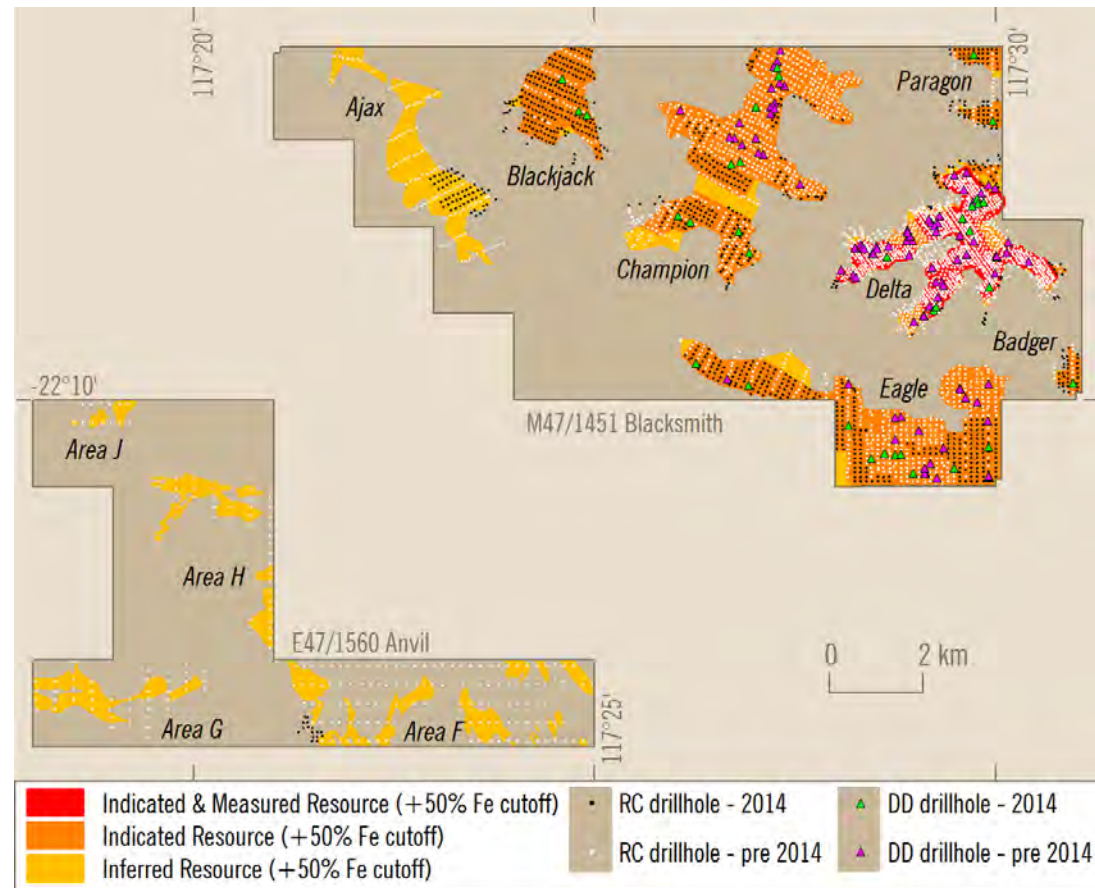 117°20'
117°30'
Ajax
Paragon
Blackjack
Champion
Delta
Badger
-22°10'
Eagle
M47/1451 Blacksmith
Area J
Area H
E47/1560 Anvil
0 2 km
117°25'
Area G
Area F
Indicated & Measured Resource (+50% Fe cutoff)
Indicated Resource (+50% Fe cutoff)
Inferred Resource (+50% Fe cutoff)
RC drillhole - 2014
RC drillhole - pre 2014
DD drillhole - 2014
DD drillhole - pre 2014